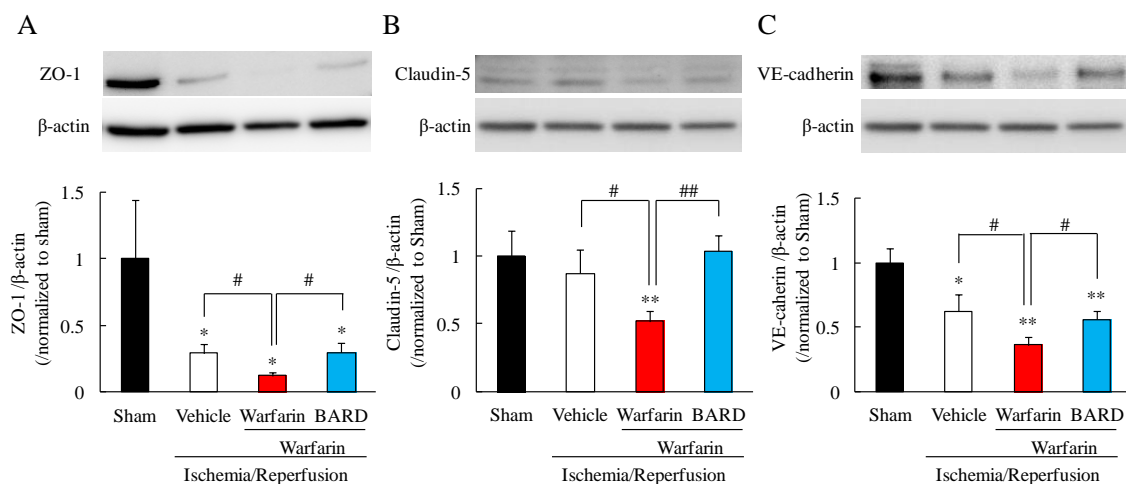 A
ZO-1
β-actin
ZO-1 /β-actin
(/normalized to sham)
1.5
1
0.5
0
#
#
*
*
*
Sham
Vehicle
Warfarin
BARD
Warfarin
Ischemia/Reperfusion
B
Claudin-5
β-actin
Claudin-5 /β-actin
(/normalized to Sham)
1.5
1
0.5
0
#
##
**
Sham
Vehicle
Warfarin
BARD
Warfarin
Ischemia/Reperfusion
C
VE-cadherin
β-actin
VE-caherin /β-actin
(/normalized to Sham)
1.5
1
0.5
0
#
#
*
**
**
Sham
Vehicle
Warfarin
BARD
Warfarin
Ischemia/Reperfusion